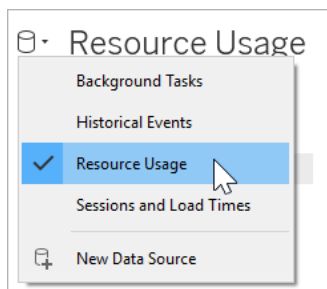 Resource Usage
Background Tasks
Historical Events
Resource Usage
Sessions and Load Times
New Data Source